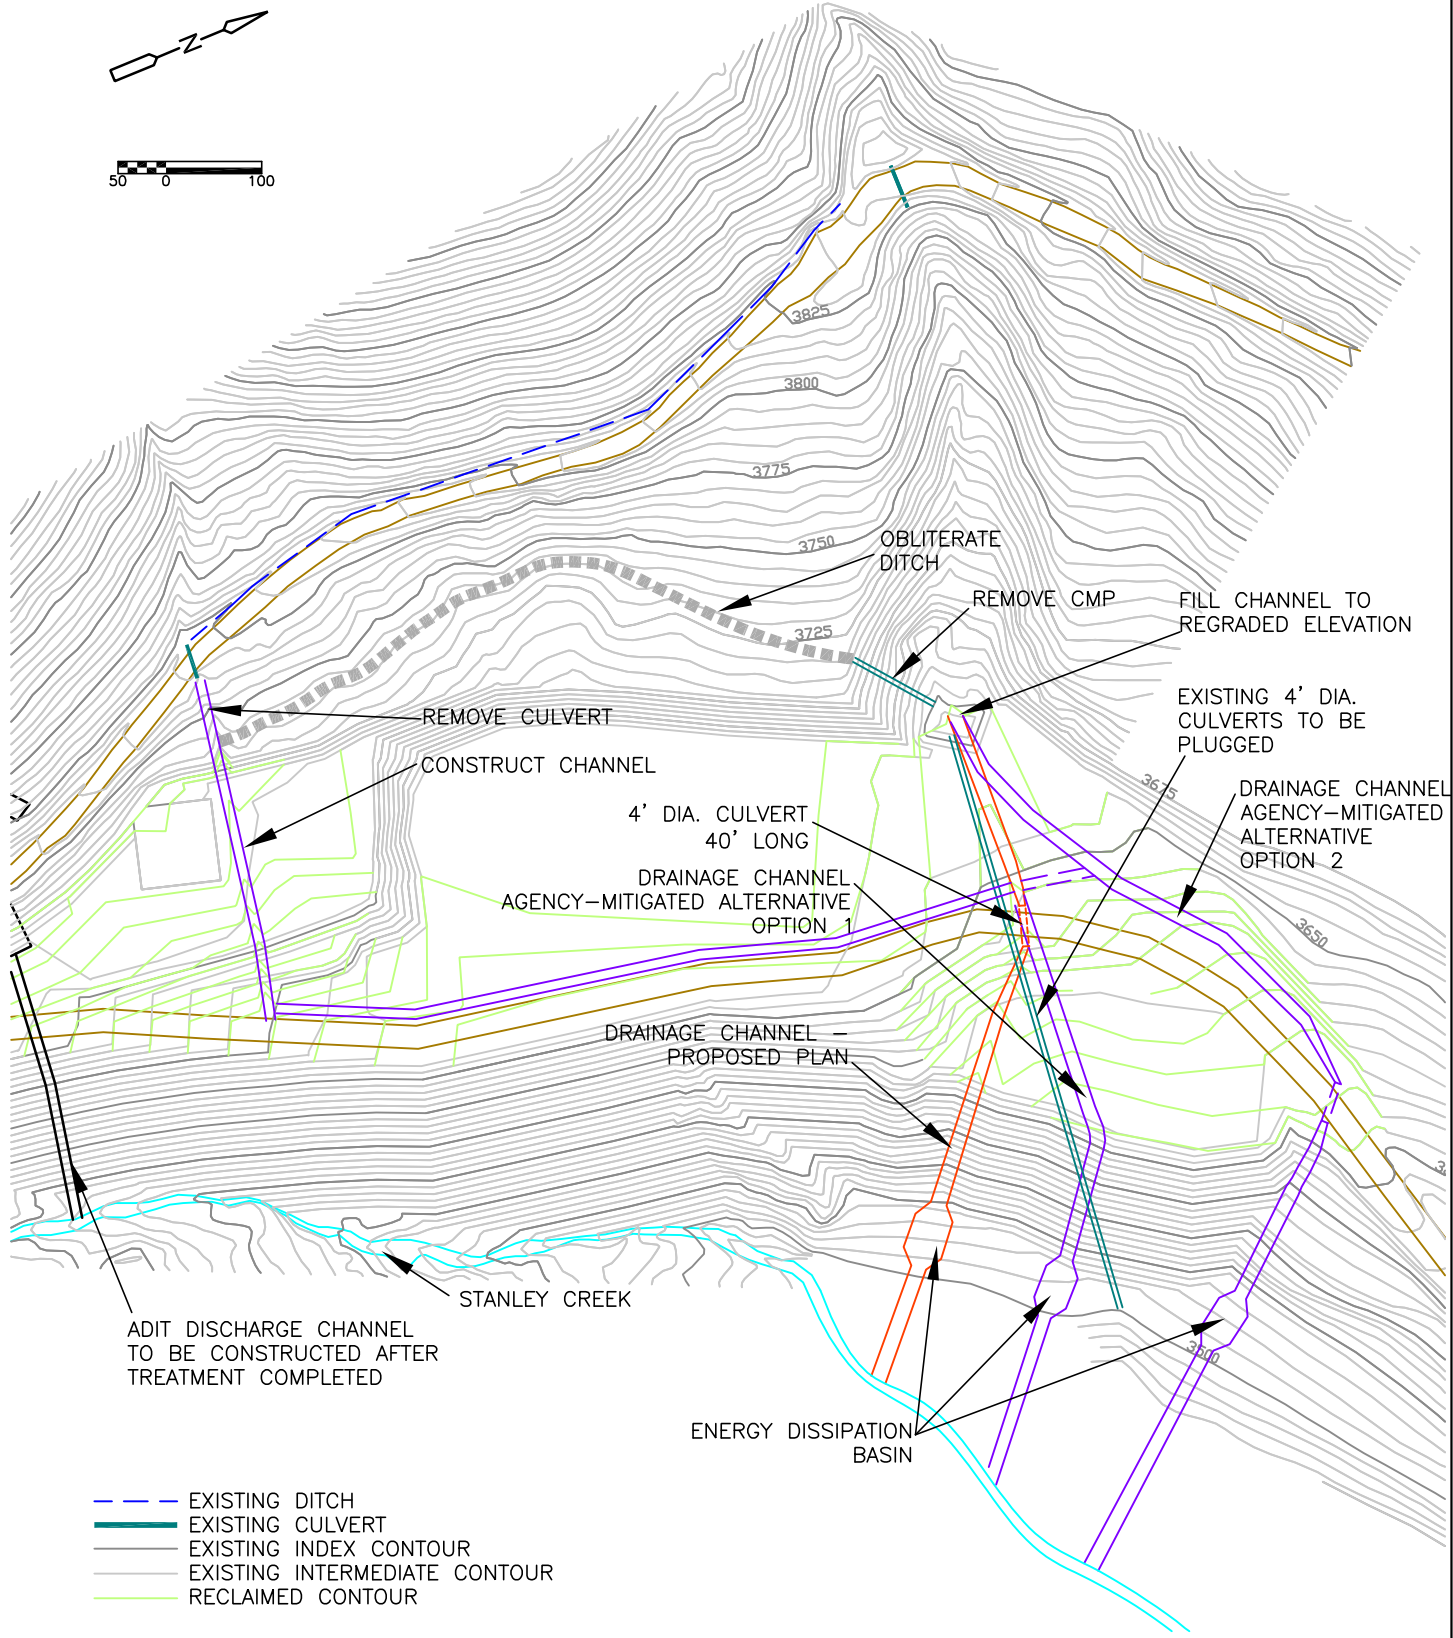 N
50 0 100
3825
3800
3775
3750
OBLITERATE
DITCH
REMOVE CMP
FILL CHANNEL TO
REGRADED ELEVATION
3725
EXISTING 4' DIA.
CULVERTS TO BE
PLUGGED
REMOVE CULVERT
CONSTRUCT CHANNEL
3675
DRAINAGE CHANNEL
AGENCY-MITIGATED
ALTERNATIVE
OPTION 2
4' DIA. CULVERT
40' LONG
DRAINAGE CHANNEL
AGENCY-MITIGATED ALTERNATIVE
OPTION 1
3650
DRAINAGE CHANNEL –
PROPOSED PLAN
STANLEY CREEK
ADIT DISCHARGE CHANNEL
TO BE CONSTRUCTED AFTER
TREATMENT COMPLETED
3600
ENERGY DISSIPATION
BASIN
EXISTING DITCH
EXISTING CULVERT
EXISTING INDEX CONTOUR
EXISTING INTERMEDIATE CONTOUR
RECLAIMED CONTOUR